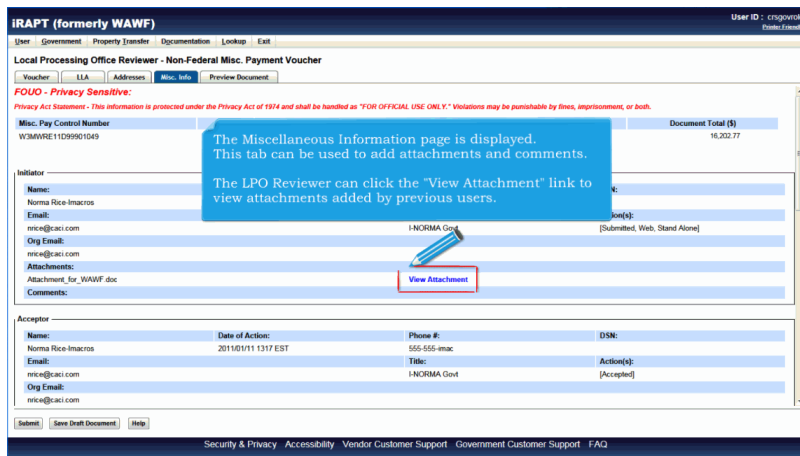 User ID : crsgovrol
Printer Friend
iRAPT (formerly WAWF)
User Government Property Transfer Documentation Lookup Exit
Local Processing Office Reviewer - Non-Federal Misc. Payment Voucher
Voucher LLA Addresses Misc. Info Preview Document
FOUO - Privacy Sensitive:
Privacy Act Statement - This information is protected under the Privacy Act of 1974 and shall be handled as "FOR OFFICIAL USE ONLY." Violations may be punishable by fines, imprisonment, or both.
Misc. Pay Control Number Document Total ($)
W3MWRE11D99901049 16,202.77
The Miscellaneous Information page is displayed.
This tab can be used to add attachments and comments.
The LPO Reviewer can click the "View Attachment" link to
view attachments added by previous users.
Initiator
Name: N:
Norma Rice-Imacros
Email: ion(s):
nrice@caci.com I-NORMA Govt [Submitted, Web, Stand Alone]
Org Email:
nrice@caci.com
Attachments:
Attachment_for_WAWF.doc View Attachment
Comments:
Acceptor
Name: Date of Action: Phone #: DSN:
Norma Rice-Imacros 2011/01/11 1317 EST 555-555-imac
Email: Title: Action(s):
nrice@caci.com I-NORMA Govt [Accepted]
Org Email:
nrice@caci.com
Submit Save Draft Document Help
Security & Privacy Accessibility Vendor Customer Support Government Customer Support FAQ